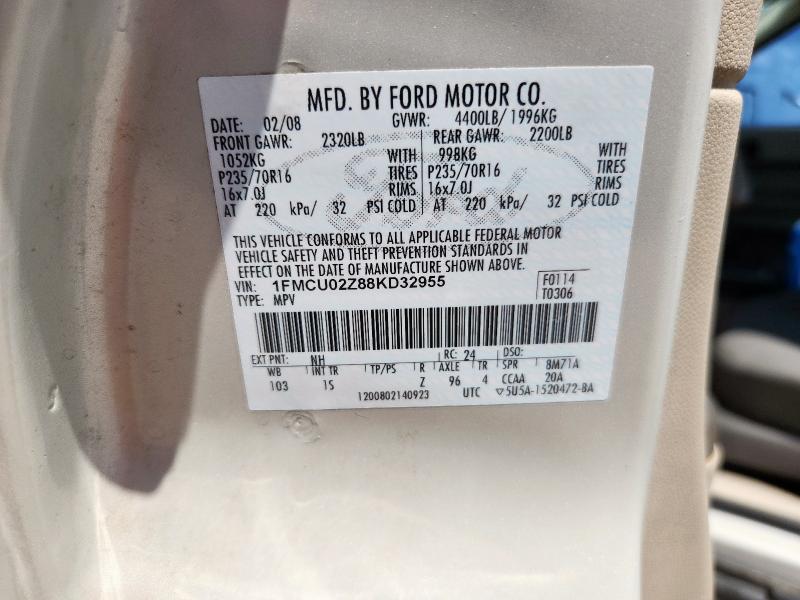 MFD. BY FORD MOTOR CO.
DATE: 02/08 GVWR: 4400LB/ 1996KG
FRONT GAWR: 2320LB REAR GAWR: 2200LB
1052KG WITH 998KG WITH
P235/70R16 TIRES P235/70R16 TIRES
16x7.0J RIMS 16x7.0J RIMS
AT 220 kPa/ 32 PSI COLD AT 220 kPa/ 32 PSI COLD
THIS VEHICLE CONFORMS TO ALL APPLICABLE FEDERAL MOTOR
VEHICLE SAFETY AND THEFT PREVENTION STANDARDS IN
EFFECT ON THE DATE OF MANUFACTURE SHOWN ABOVE.
VIN: 1FMCU02Z88KD32955 F0114
TYPE: MPV T0306
EXT PNT: NH RC: 24 DSO:
WB INT TR TP/PS R AXLE TR SPR 8M71A
103 1S Z 96 4 CCAA 20A
1200802140923 UTC ▽5U5A-1520472-BA
Ford